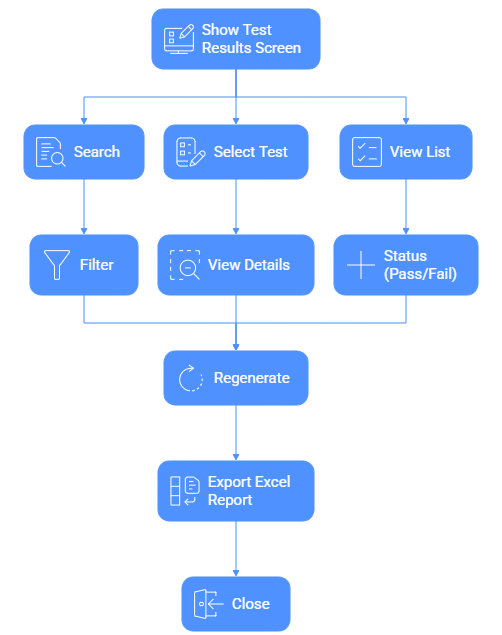 Show Test
Results Screen
Search
Select Test
View List
Filter
View Details
Status
(Pass/Fail)
Regenerate
Export Excel
Report
Close